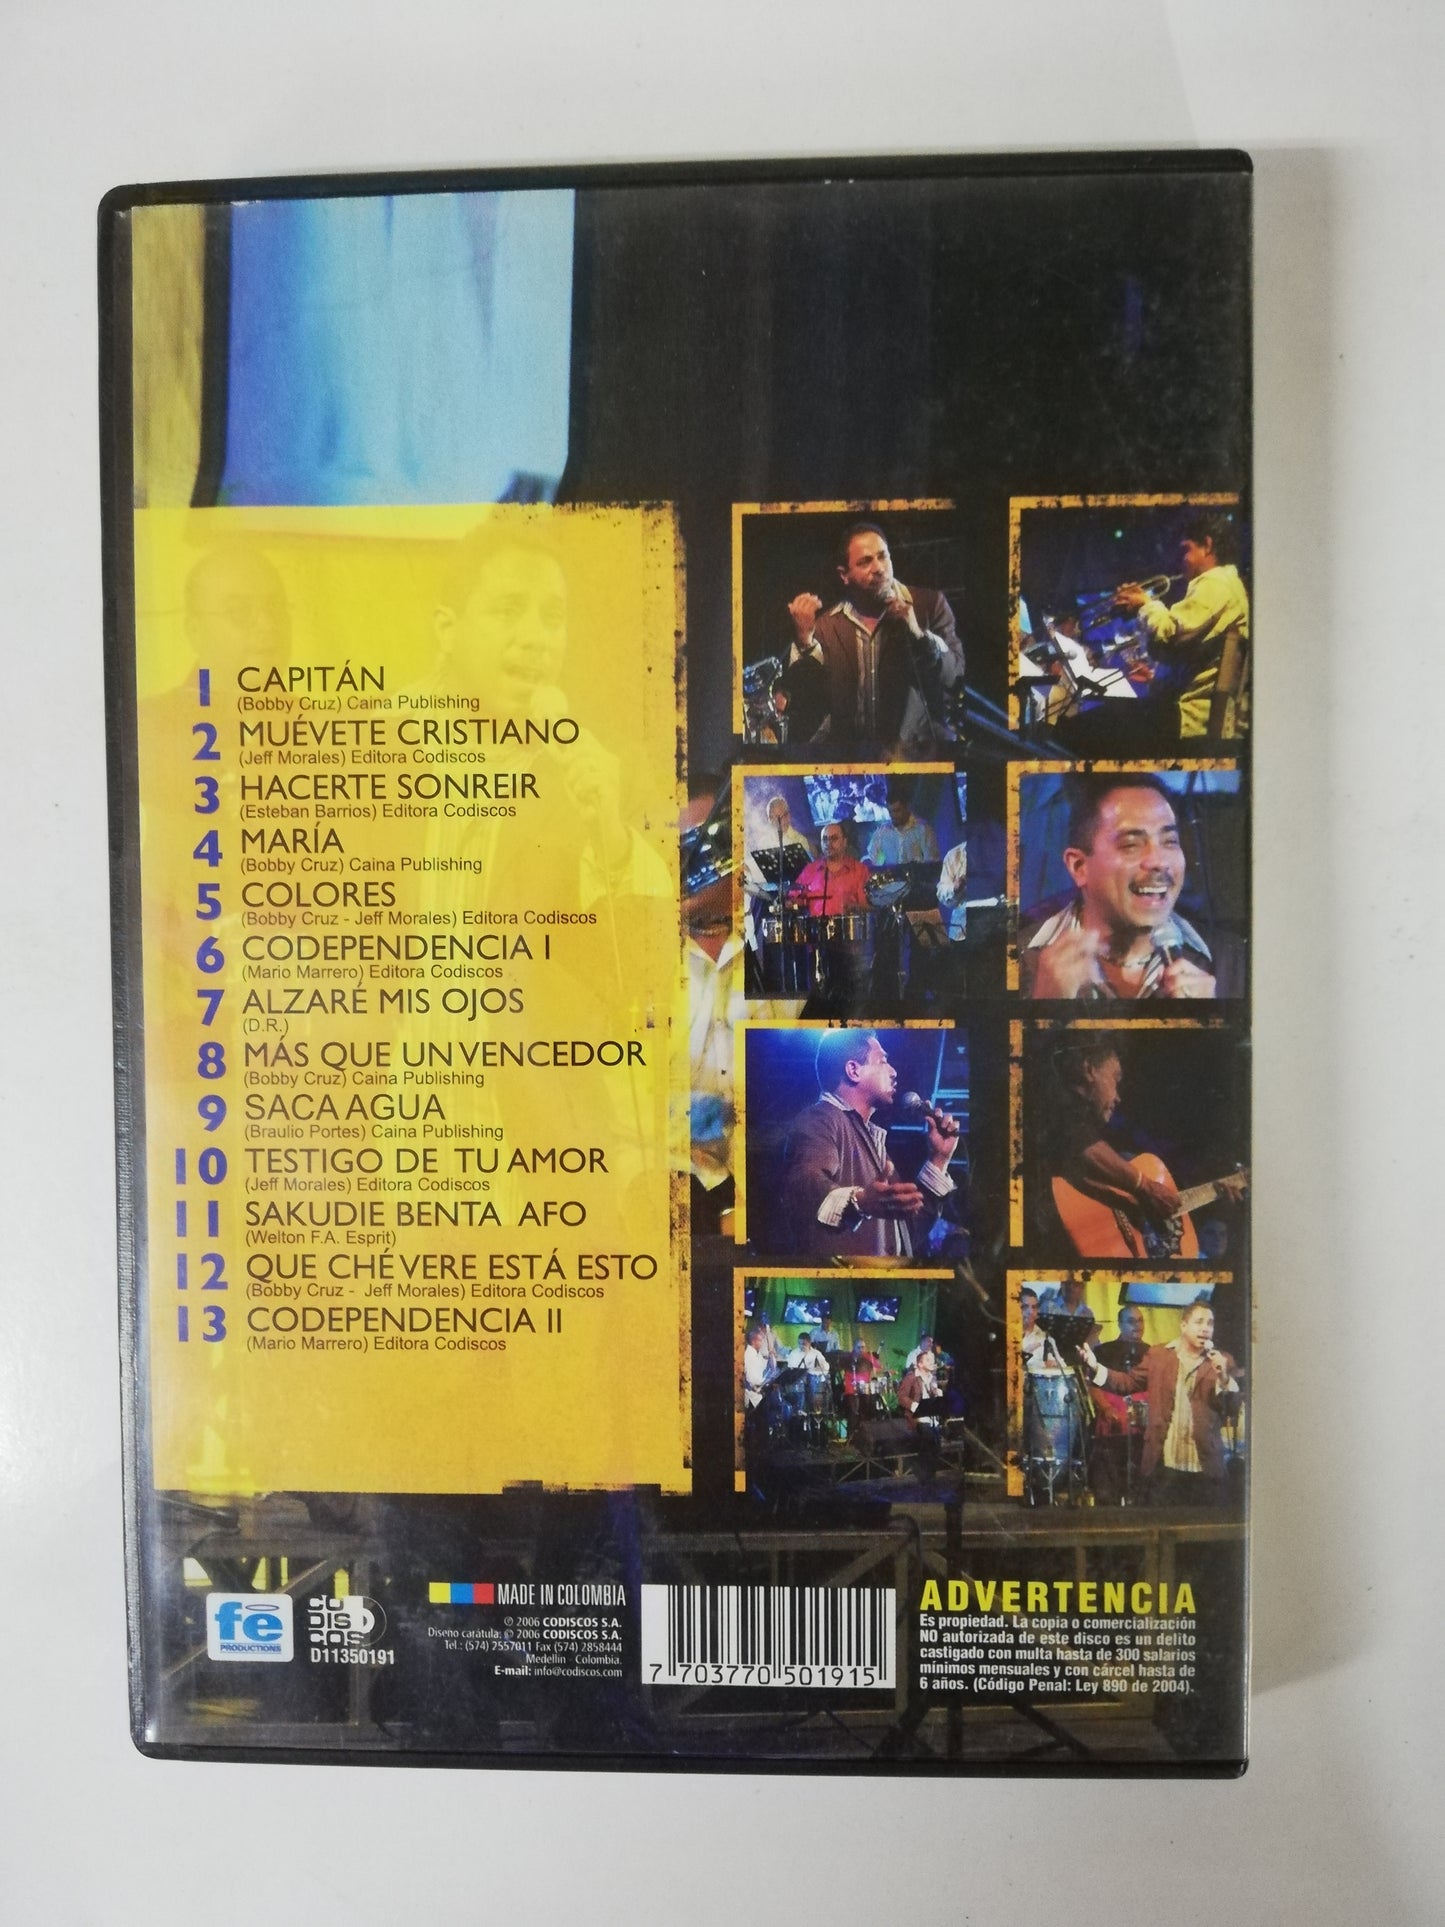 1 CAPITÁN
(Bobby Cruz) Caina Publishing
2 MUÉVETE CRISTIANO
(Jeff Morales) Editora Codiscos
3 HACERTE SONREIR
(Esteban Barrios) Editora Codiscos
4 MARÍA
(Bobby Cruz) Caina Publishing
5 COLORES
(Bobby Cruz - Jeff Morales) Editora Codiscos
6 CODEPENDENCIA I
(Mario Marrero) Editora Codiscos
7 ALZARÉ MIS OJOS
(D.R.)
8 MÁS QUE UN VENCEDOR
(Bobby Cruz) Caina Publishing
9 SACA AGUA
(Braulio Portes) Caina Publishing
10 TESTIGO DE TU AMOR
(Jeff Morales) Editora Codiscos
11 SAKUDIE BENTA AFO
(Welton F.A. Esprit)
12 QUE CHÉVERE ESTÁ ESTO
(Bobby Cruz - Jeff Morales) Editora Codiscos
13 CODEPENDENCIA II
(Mario Marrero) Editora Codiscos
fe
PRODUCTIONS
CO
DIS
COS
D11350191
MADE IN COLOMBIA
© 2006 CODISCOS S.A.
Diseño carátula: © 2006 CODISCOS S.A.
Tel.: (574) 2557011 Fax (574) 2858444
Medellin - Colombia.
E-mail: info@codiscos.com
7 703770 501915
ADVERTENCIA
Es propiedad. La copia o comercialización
NO autorizada de este disco es un delito
castigado con multa hasta de 300 salarios
mínimos mensuales y con cárcel hasta de
6 años. (Código Penal: Ley 890 de 2004).